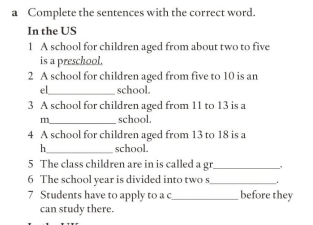 a Complete the sentences with the correct word.
In the US
1 A school for children aged from about two to five
is a preschool.
2 A school for children aged from five to 10 is an
el__________ school.
3 A school for children aged from 11 to 13 is a
m__________ school.
4 A school for children aged from 13 to 18 is a
h__________ school.
5 The class children are in is called a gr__________.
6 The school year is divided into two s__________.
7 Students have to apply to a c__________ before they
can study there.